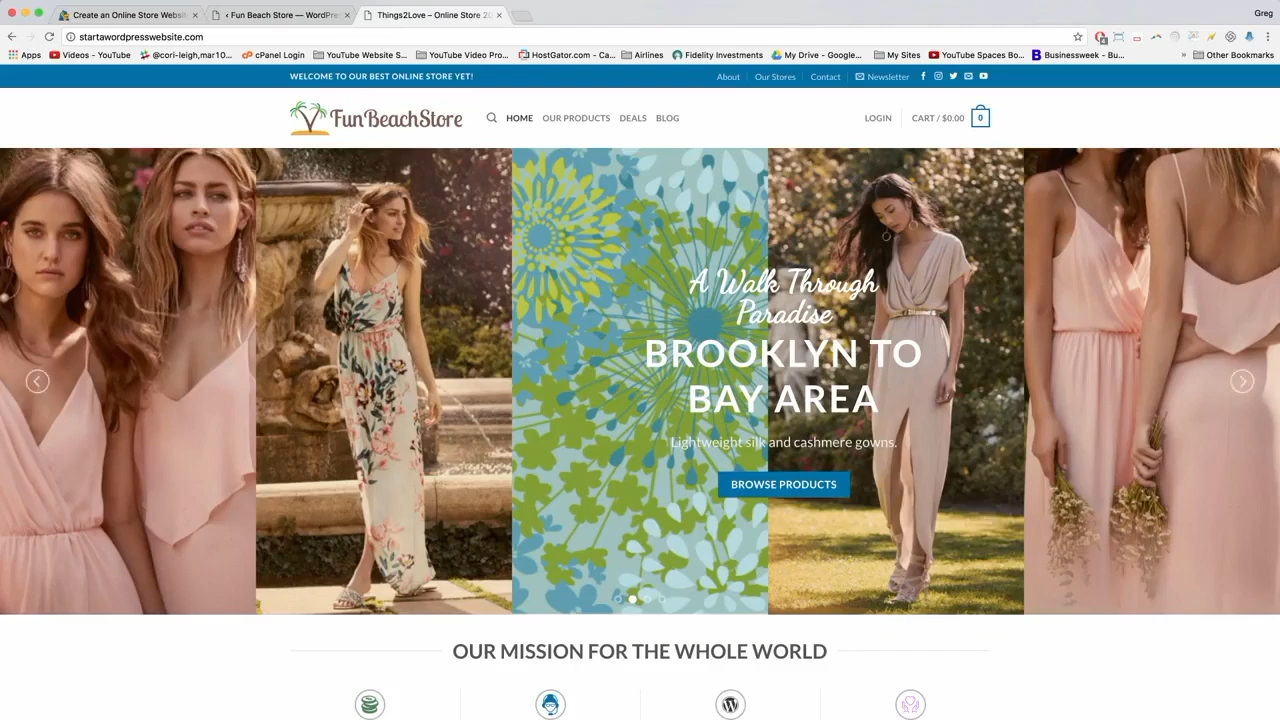 Create an Online Store Websi
‹ Fun Beach Store — WordPre
Things2Love – Online Store 20
Greg
startawordpresswebsite.com
Apps
Videos - YouTube
@cori-leigh,mar10...
cPanel Login
YouTube Website S...
YouTube Video Pro...
HostGator.com - Ca...
Airlines
Fidelity Investments
My Drive - Google...
My Sites
YouTube Spaces Bo...
Businessweek - Bu...
»
Other Bookmarks
WELCOME TO OUR BEST ONLINE STORE YET!
About
Our Stores
Contact
Newsletter
FunBeachStore
HOME
OUR PRODUCTS
DEALS
BLOG
LOGIN
CART / $0.00
0
A Walk Through
Paradise
BROOKLYN TO
BAY AREA
Lightweight silk and cashmere gowns.
BROWSE PRODUCTS
OUR MISSION FOR THE WHOLE WORLD